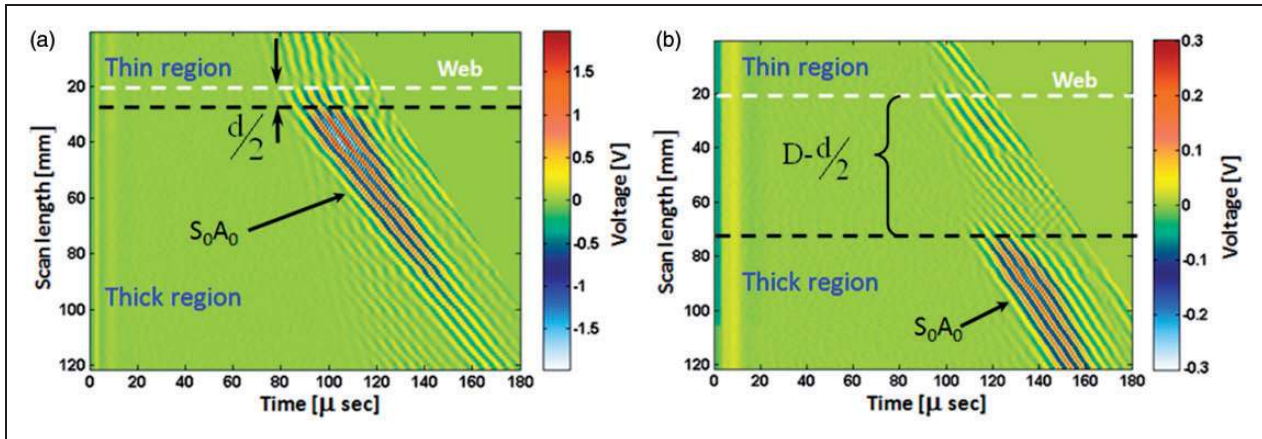 (a)
Thin region
Web
d/2
S₀A₀
Thick region
20
40
60
80
100
120
Scan length [mm]
0 20 40 60 80 100 120 140 160 180
Time [μ sec]
1.5
1
0.5
0
-0.5
-1
-1.5
Voltage [V]
(b)
Thin region
Web
D-d/2
Thick region
S₀A₀
20
40
60
80
100
120
Scan length [mm]
0 20 40 60 80 100 120 140 160 180
Time [μ sec]
0.3
0.2
0.1
0
-0.1
-0.2
-0.3
Voltage [V]